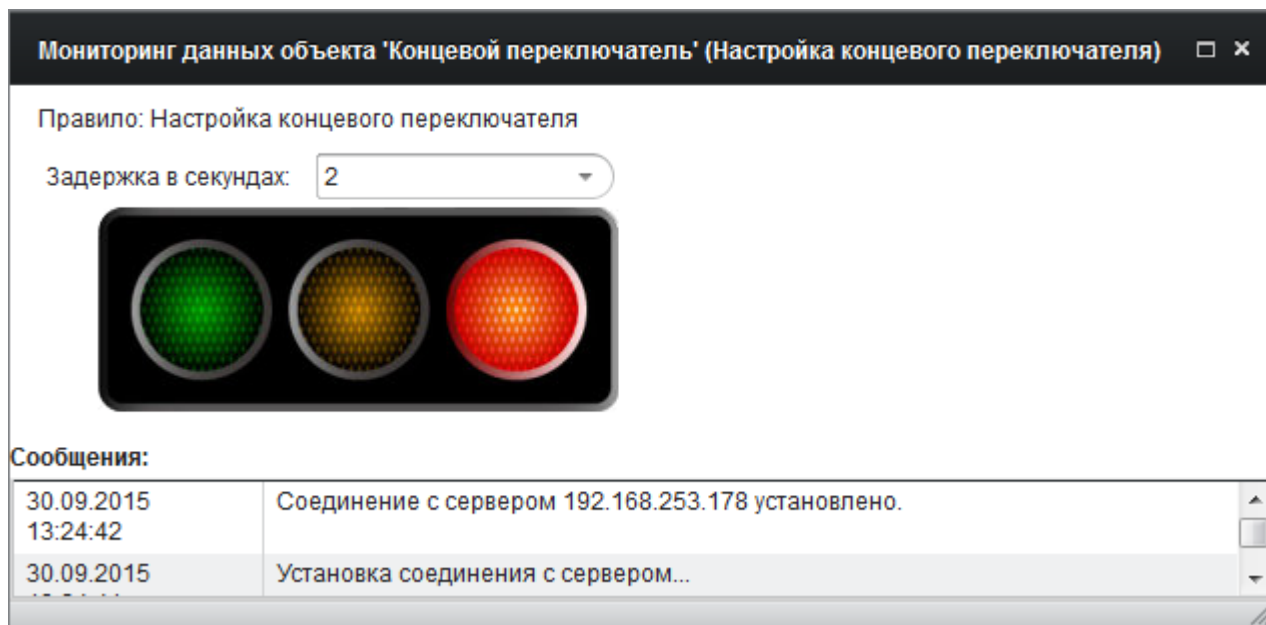 Мониторинг данных объекта 'Концевой переключатель' (Настройка концевого переключателя)
Правило: Настройка концевого переключателя
Задержка в секундах: 2
Сообщения:
30.09.2015 Соединение с сервером 192.168.253.178 установлено.
13:24:42
30.09.2015 Установка соединения с сервером...